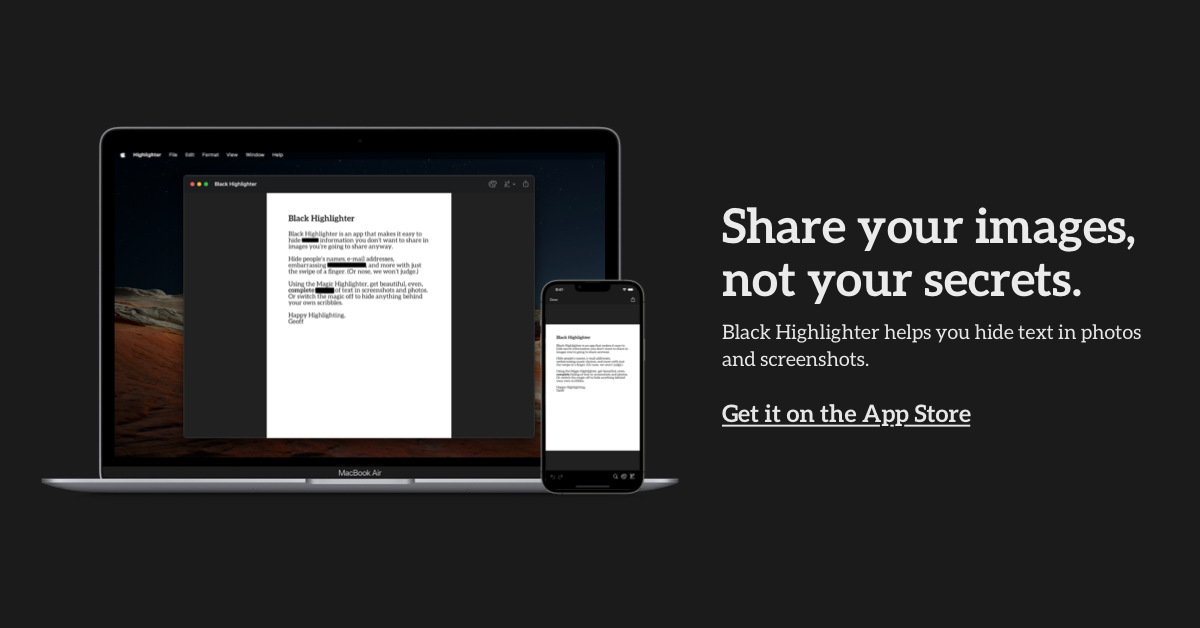 Highlighter File Edit Format View Window Help
Black Highlighter
Black Highlighter
Black Highlighter is an app that makes it easy to
hide information you don't want to share in
images you're going to share anyway.
Hide people's names, e-mail addresses,
embarrassing , and more with just
the swipe of a finger. (Or nose, we won't judge.)
Using the Magic Highlighter, get beautiful, even,
complete of text in screenshots and photos.
Or switch the magic off to hide anything behind
your own scribbles.
Happy Highlighting,
Geoff
MacBook Air
Black Highlighter
Share your images,
not your secrets.
Black Highlighter helps you hide text in photos
and screenshots.
Get it on the App Store